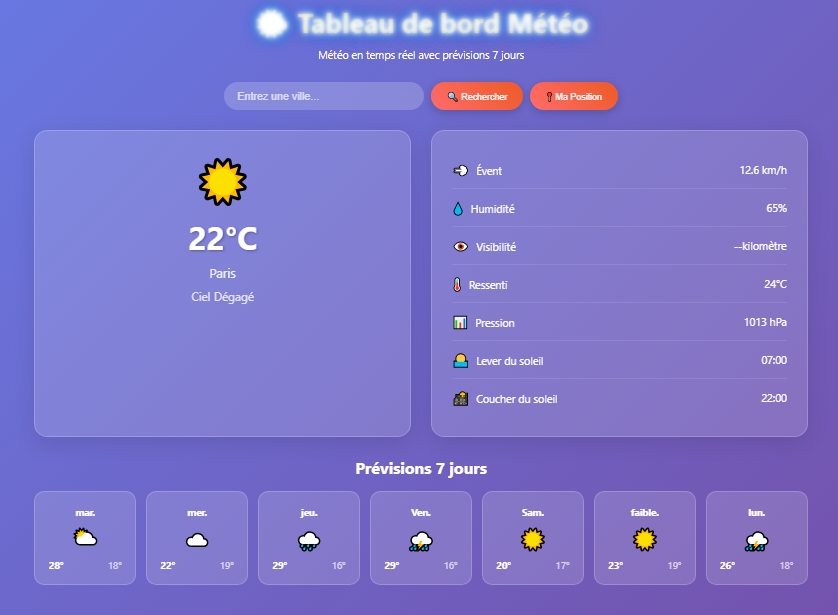 Tableau de bord Météo
Météo en temps réel avec prévisions 7 jours
Entrez une ville...
Rechercher
Ma Position
22°C
Paris
Ciel Dégagé
Évent 12.6 km/h
Humidité 65%
Visibilité --kilomètre
Ressenti 24°C
Pression 1013 hPa
Lever du soleil 07:00
Coucher du soleil 22:00
Prévisions 7 jours
mar. mer. jeu. Ven. Sam. faible. lun.
28° 18° 22° 19° 29° 16° 29° 16° 20° 17° 23° 19° 26° 18°